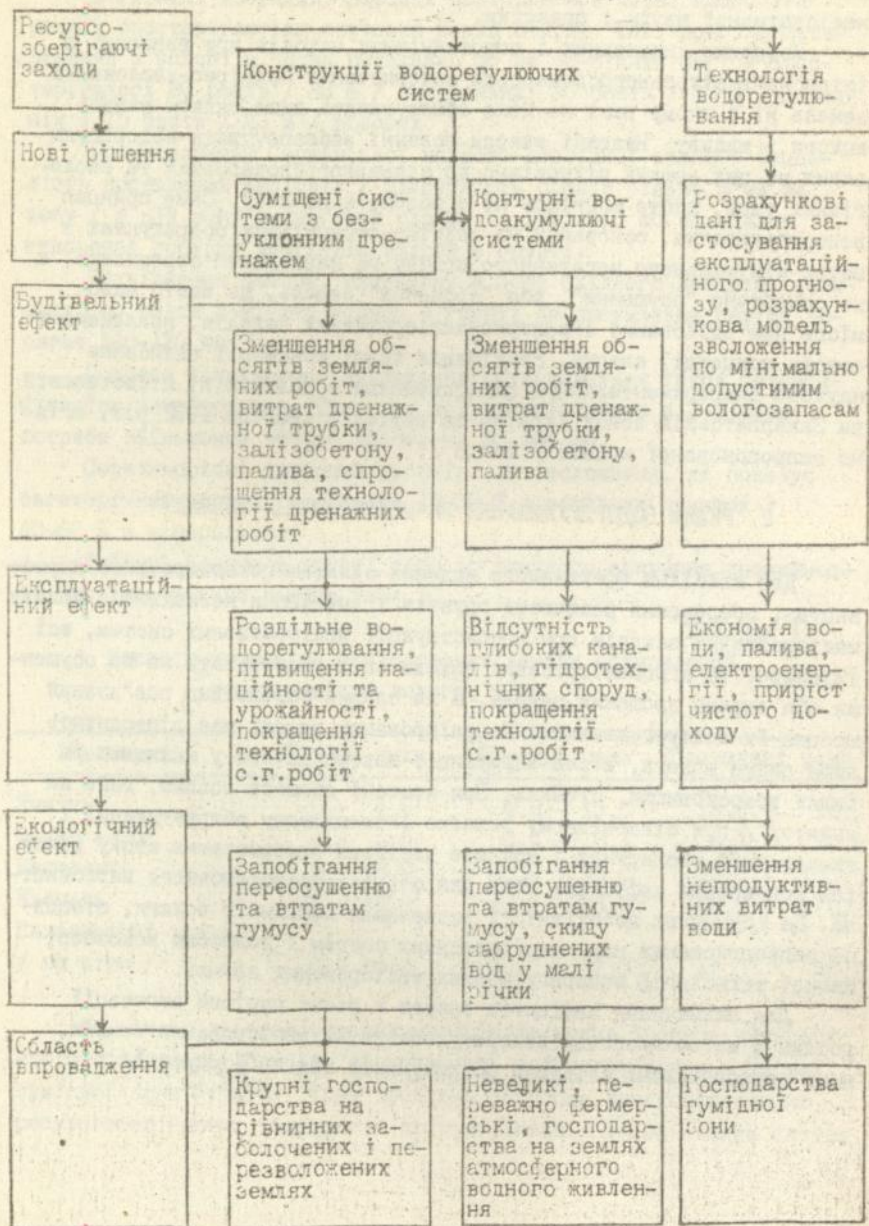 Ресурсо-
зберігаючі
заходи
Конструкції водорегулюючих
систем
Технологія
водорегулю-
вання
Нові рішення
Суміщені сис-
теми з без-
уклонним дре-
нажем
Контурні во-
доакумулюючі
системи
Розрахункові
дані для за-
стосування
експлуатацій-
ного прогно-
зу, розрахун-
кова модель
зволоження
по мінімально
допустимим
вологозапасам
Будівельний
ефект
Зменшення об-
сягів земля-
них робіт,
витрат дренаж-
ної трубки,
залізобетону,
палива, спро-
щення техноло-
гії дренажних
робіт
Зменшення об-
сягів земля-
них робіт,
витрат дренаж-
ної трубки,
залізобетону,
палива
Експлуатацій-
ний ефект
Роздільне во-
дорегулювання,
підвищення на-
дійності та
урожайності,
покращення
технології
с.г.робіт
Відсутність
глибоких кана-
лів, гідротех-
нічних споруд,
покращення
технології
с.г.робіт
Економія во-
ди, палива,
електроенер-
гії, приріст
чистого до-
ходу
Екологічний
ефект
Запобігання
переосушенню
та втратам
гумусу
Запобігання
переосушенню
та втратам гу-
мусу, скиду
забруднених
вод у малі
річки
Зменшення
непродуктив-
них витрат
води
Область
впровадження
Крупні госпо-
дарства на
рівнинних за-
болочених і пе-
резволожених
землях
Невеликі, пе-
реважно фермер-
ські, господар-
ства на землях
атмосферного
водного живлен-
ня
Господарства
гумідної
зони